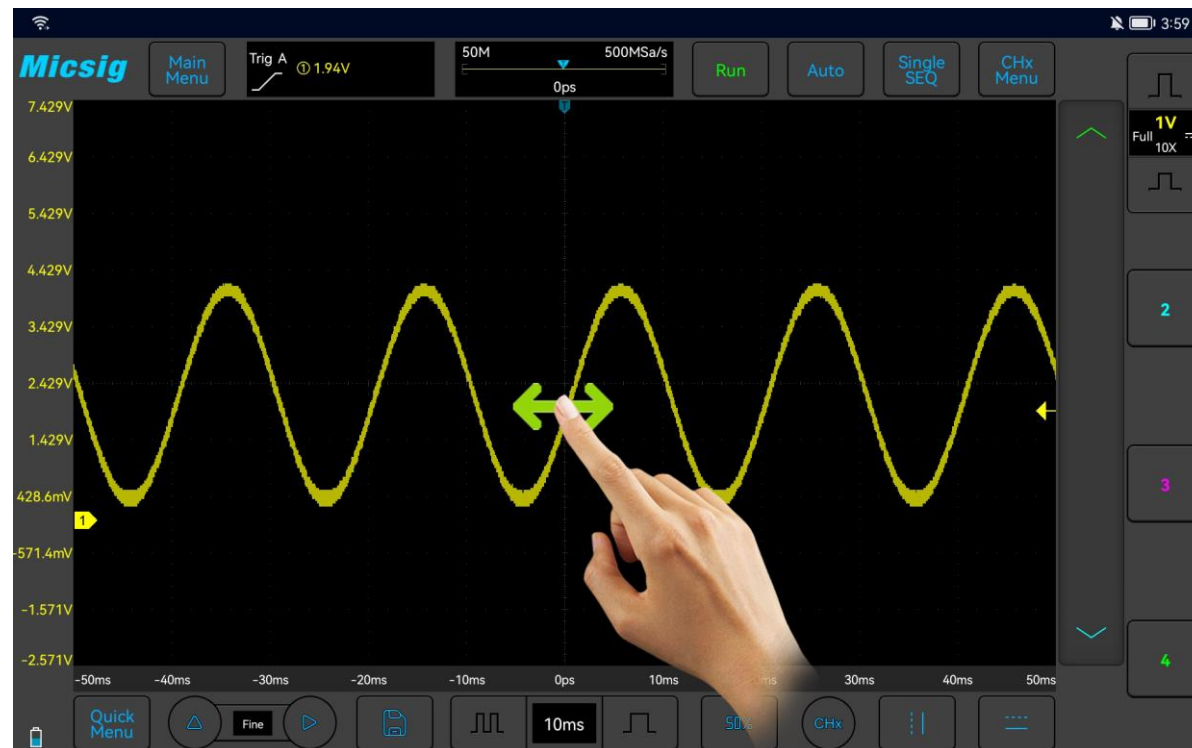 3:59
Micsig
Main
Menu
Trig A
① 1.94V
50M
500MSa/s
0ps
Run
Auto
Single
SEQ
CHx
Menu
T
7.429V
6.429V
5.429V
4.429V
3.429V
2.429V
1.429V
428.6mV
1
-571.4mV
-1.571V
-2.571V
Full
1V
10X
2
3
4
-50ms
-40ms
-30ms
-20ms
-10ms
0ps
10ms
30ms
40ms
50ms
Quick
Menu
Fine
10ms
50%
CHx